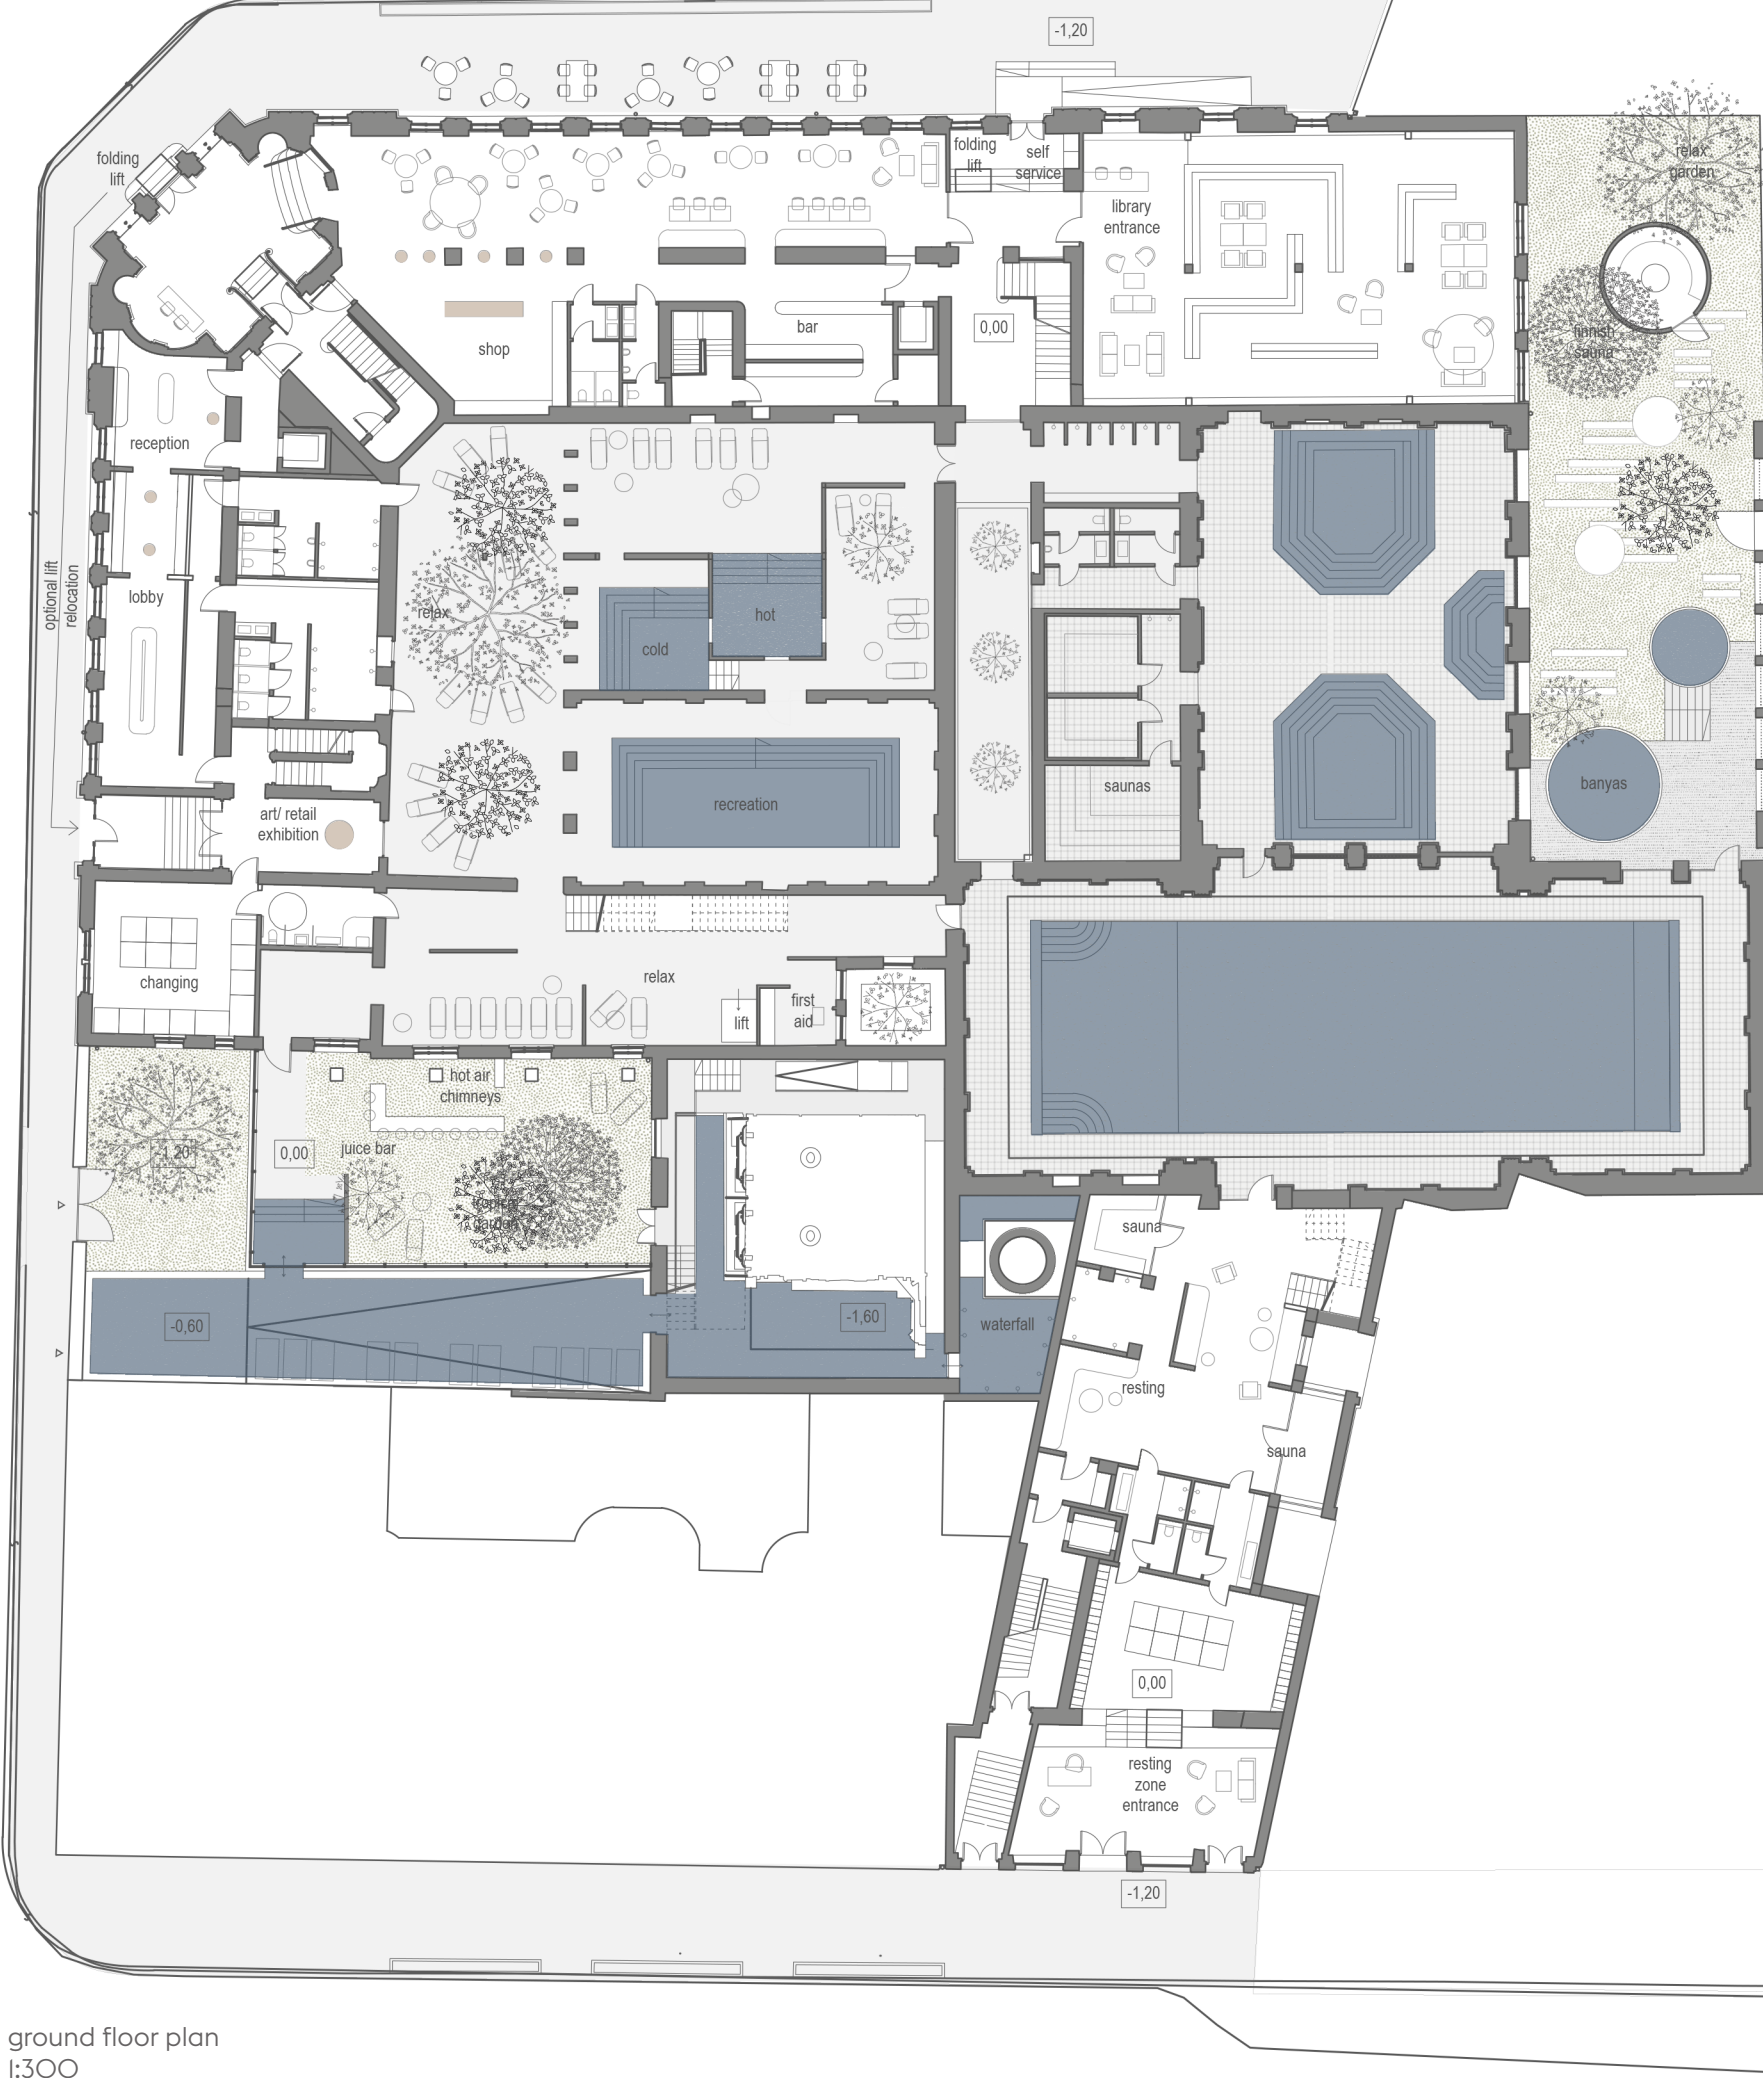 -1,20
folding
lift
folding
lift
self
service
relax
garden
library
entrance
0,00
bar
shop
finnish
sauna
reception
optional lift
relocation
lobby
relax
hot
cold
recreation
saunas
banyas
art/ retail
exhibition
changing
relax
first
aid
lift
hot air
chimneys
juice bar
-1,20
0,00
tropical
garden
sauna
-0,60
-1,60
waterfall
resting
sauna
0,00
resting
zone
entrance
-1,20
ground floor plan
1:300